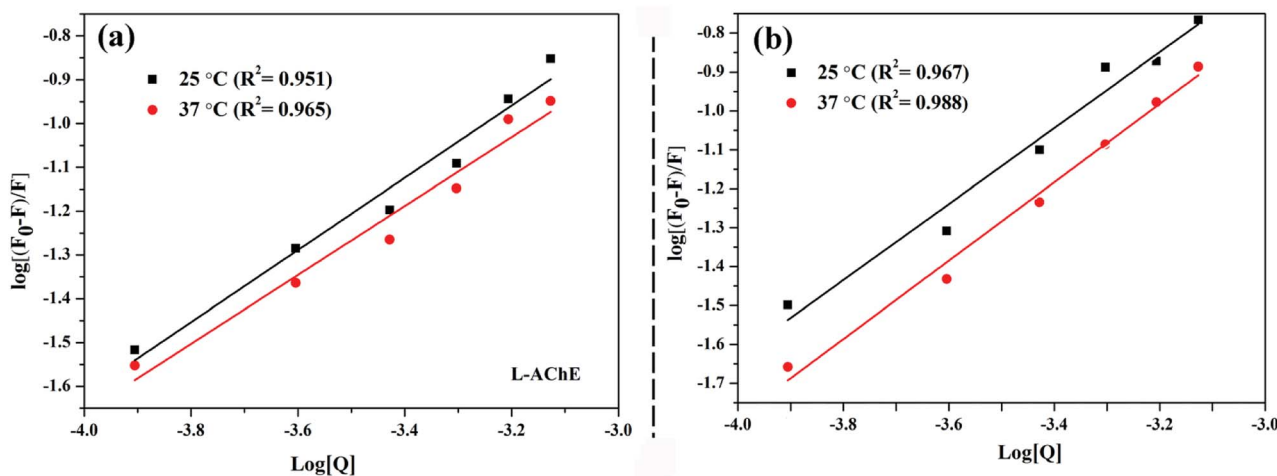 (a)
25 °C (R²= 0.951)
37 °C (R²= 0.965)
L-AChE
-0.8
-0.9
-1.0
-1.1
-1.2
-1.3
-1.4
-1.5
-1.6
log[(F₀-F)/F]
-4.0 -3.8 -3.6 -3.4 -3.2 -3.0
Log[Q]
(b)
25 °C (R²= 0.967)
37 °C (R²= 0.988)
-0.8
-0.9
-1.0
-1.1
-1.2
-1.3
-1.4
-1.5
-1.6
-1.7
log[(F₀-F)/F]
-4.0 -3.8 -3.6 -3.4 -3.2 -3.0
Log[Q]